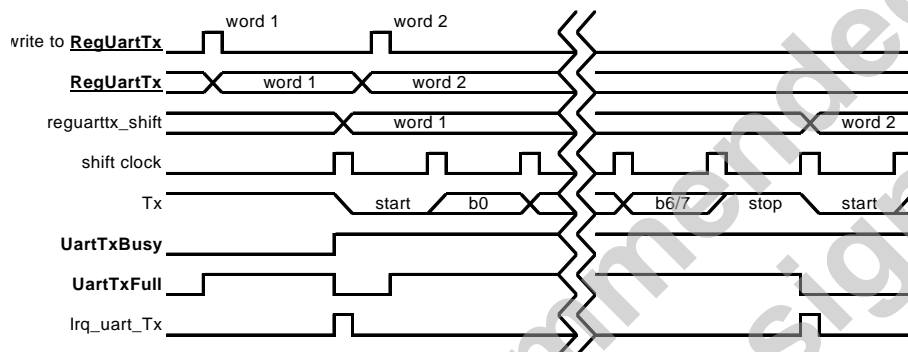 word 1 word 2
write to RegUartTx
RegUartTx word 1 word 2
reguarttx_shift word 1 word 2
shift clock
Tx start b0 b6/7 stop start
UartTxBusy
UartTxFull
Irq_uart_Tx